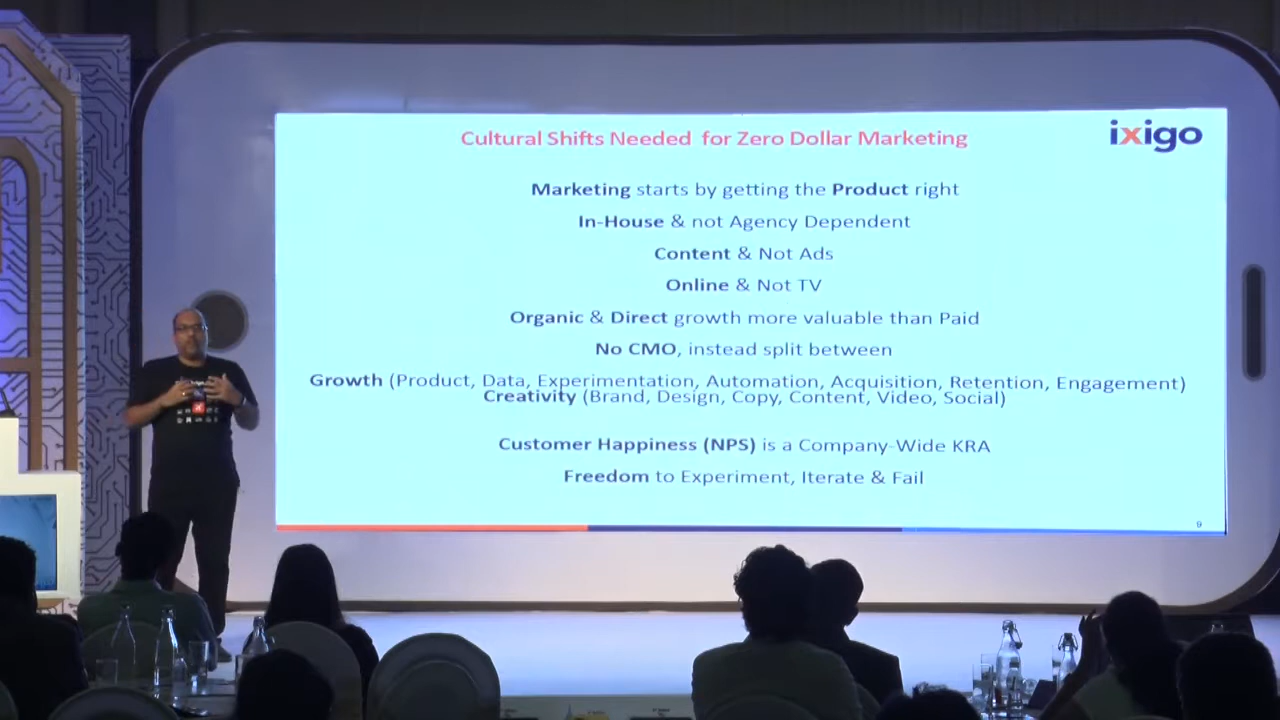 Cultural Shifts Needed for Zero Dollar Marketing
ixigo
Marketing starts by getting the Product right
In-House & not Agency Dependent
Content & Not Ads
Online & Not TV
Organic & Direct growth more valuable than Paid
No CMO, instead split between
Growth (Product, Data, Experimentation, Automation, Acquisition, Retention, Engagement)
Creativity (Brand, Design, Copy, Content, Video, Social)
Customer Happiness (NPS) is a Company-Wide KRA
Freedom to Experiment, Iterate & Fail
9
ixigo